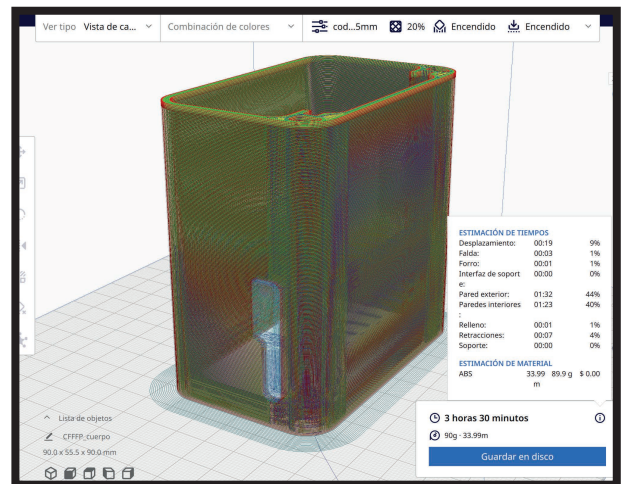 Ver tipo Vista de ca... Combinación de colores cod...5mm 20% Encendido Encendido
ESTIMACIÓN DE TIEMPOS
Desplazamiento: 00:19 9%
Falda: 00:03 1%
Forro: 00:01 1%
Interfaz de soport 00:00 0%
e:
Pared exterior: 01:32 44%
Paredes interiores 01:23 40%
:
Relleno: 00:01 1%
Retracciones: 00:07 4%
Soporte: 00:00 0%
ESTIMACIÓN DE MATERIAL
ABS 33.99 89.9 g $ 0.00
m
Lista de objetos
CFFFP_cuerpo
90.0 x 55.5 x 90.0 mm
3 horas 30 minutos
90g · 33.99m
Guardar en disco